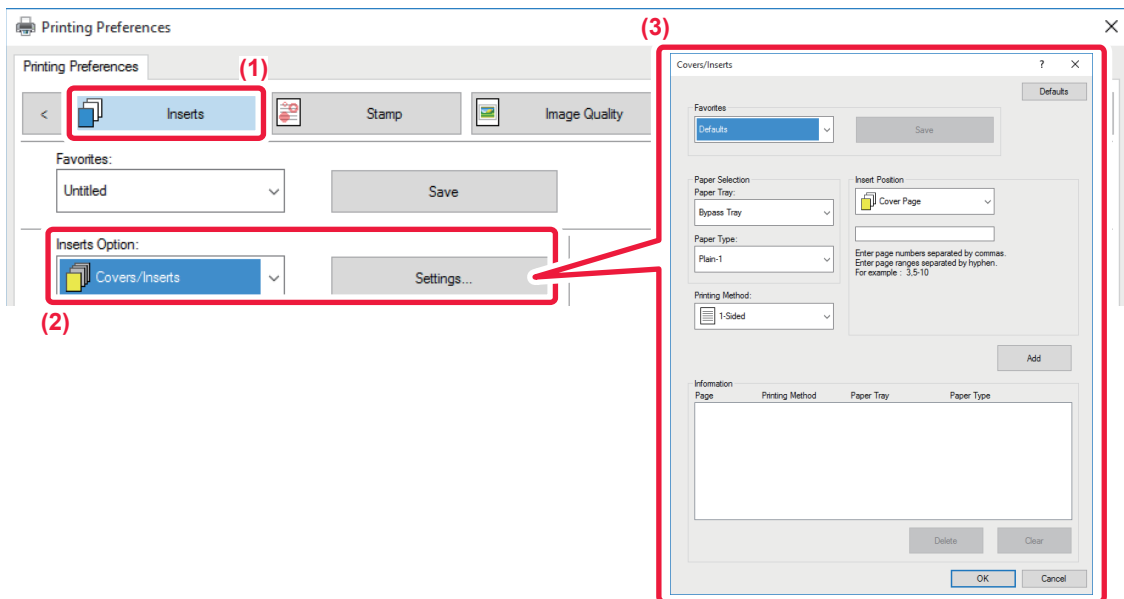 Printing Preferences
(3)
Printing Preferences
(1)
<
Inserts
Stamp
Image Quality
Favorites:
Untitled
Save
Inserts Option:
Covers/Inserts
Settings...
(2)
Covers/Inserts
?
Defaults
Favorites
Defaults
Save
Paper Selection
Paper Tray:
Bypass Tray
Paper Type:
Plain-1
Printing Method:
1-Sided
Insert Position
Cover Page
Enter page numbers separated by commas.
Enter page ranges separated by hyphen.
For example : 3,5-10
Add
Information
Page Printing Method Paper Tray Paper Type
Delete
Clear
OK
Cancel